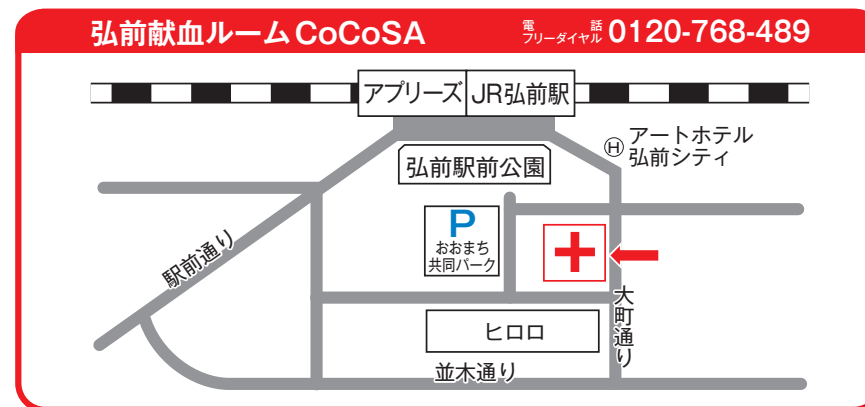 弘前献血ルームCoCoSA
電話
フリーダイヤル 0120-768-489
アプリーズ
JR弘前駅
弘前駅前公園
H アートホテル
弘前シティ
P
おおまち
共同パーク
駅前通り
大町通り
ヒロロ
並木通り